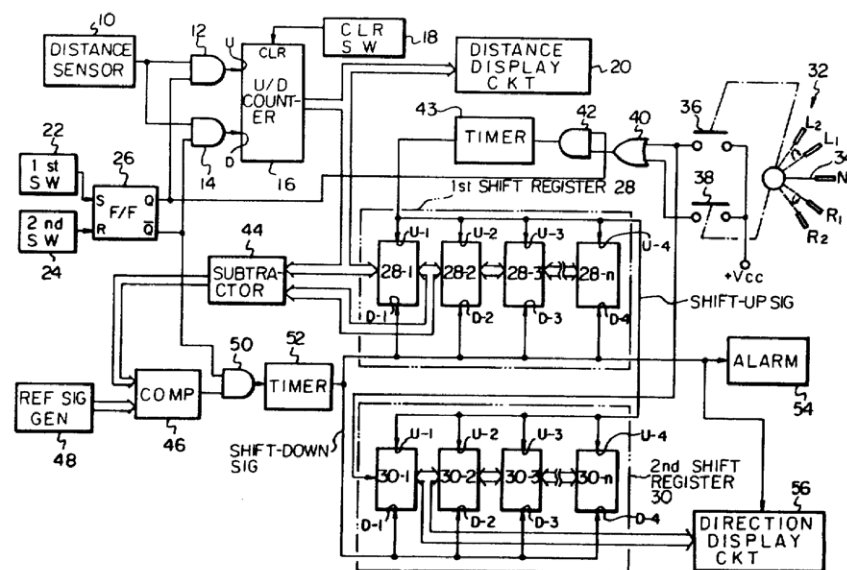 10
DISTANCE
SENSOR
12
U
CLR
U/D
COUNT-
ER
D
14
16
CLR
SW
18
DISTANCE
DISPLAY
CKT
20
22
1st
SW
2nd
SW
24
26
S
Q
F/F
R
Q̅
43
TIMER
42
40
36
38
32
L2
L1
34
N
R1
R2
+Vcc
1st SHIFT REGISTER 28
U-1
U-2
U-3
U-4
28-1
28-2
28-3
28-n
D-1
D-2
D-3
D-4
SHIFT-UP SIG
44
SUBTRA-
CTOR
50
52
TIMER
ALARM
54
COMP
46
REF SIG
GEN
48
SHIFT-DOWN
SIG
U-1
U-2
U-3
U-4
30-1
30-2
30-3
30-n
D-1
D-2
D-3
D-4
2nd SHIFT
REGISTER
30
56
DIRECTION
DISPLAY
CKT